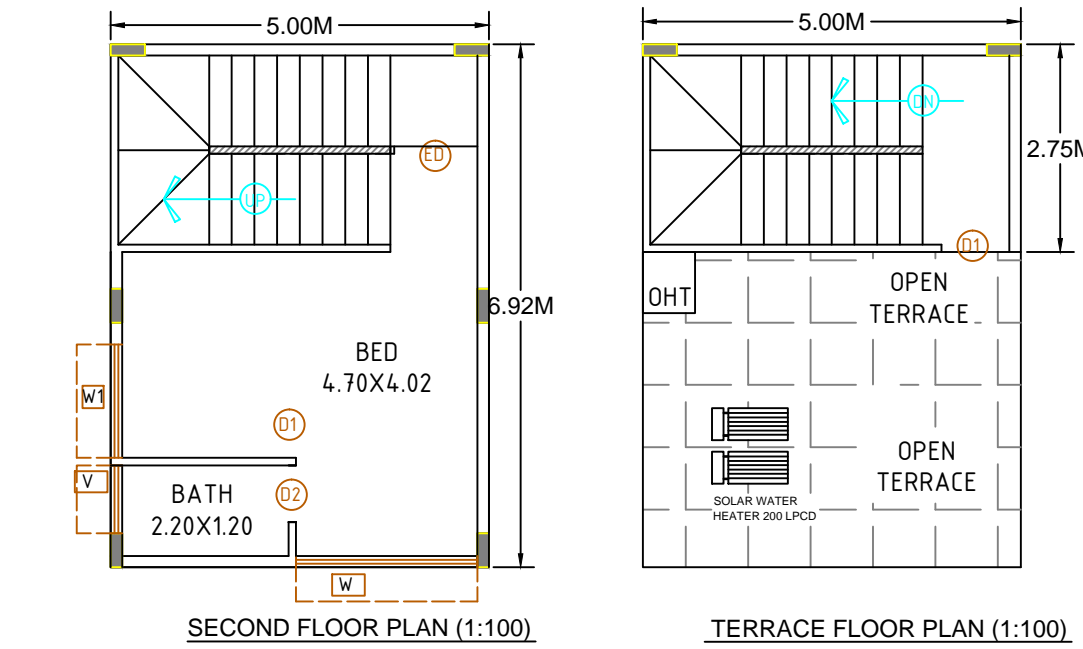 5.00M
ED
UP
6.92M
BED
4.70X4.02
W1
D1
V
BATH
2.20X1.20
D2
W
SECOND FLOOR PLAN (1:100)
5.00M
DN
2.75M
D1
OHT
OPEN
TERRACE
OPEN
TERRACE
SOLAR WATER
HEATER 200 LPCD
TERRACE FLOOR PLAN (1:100)